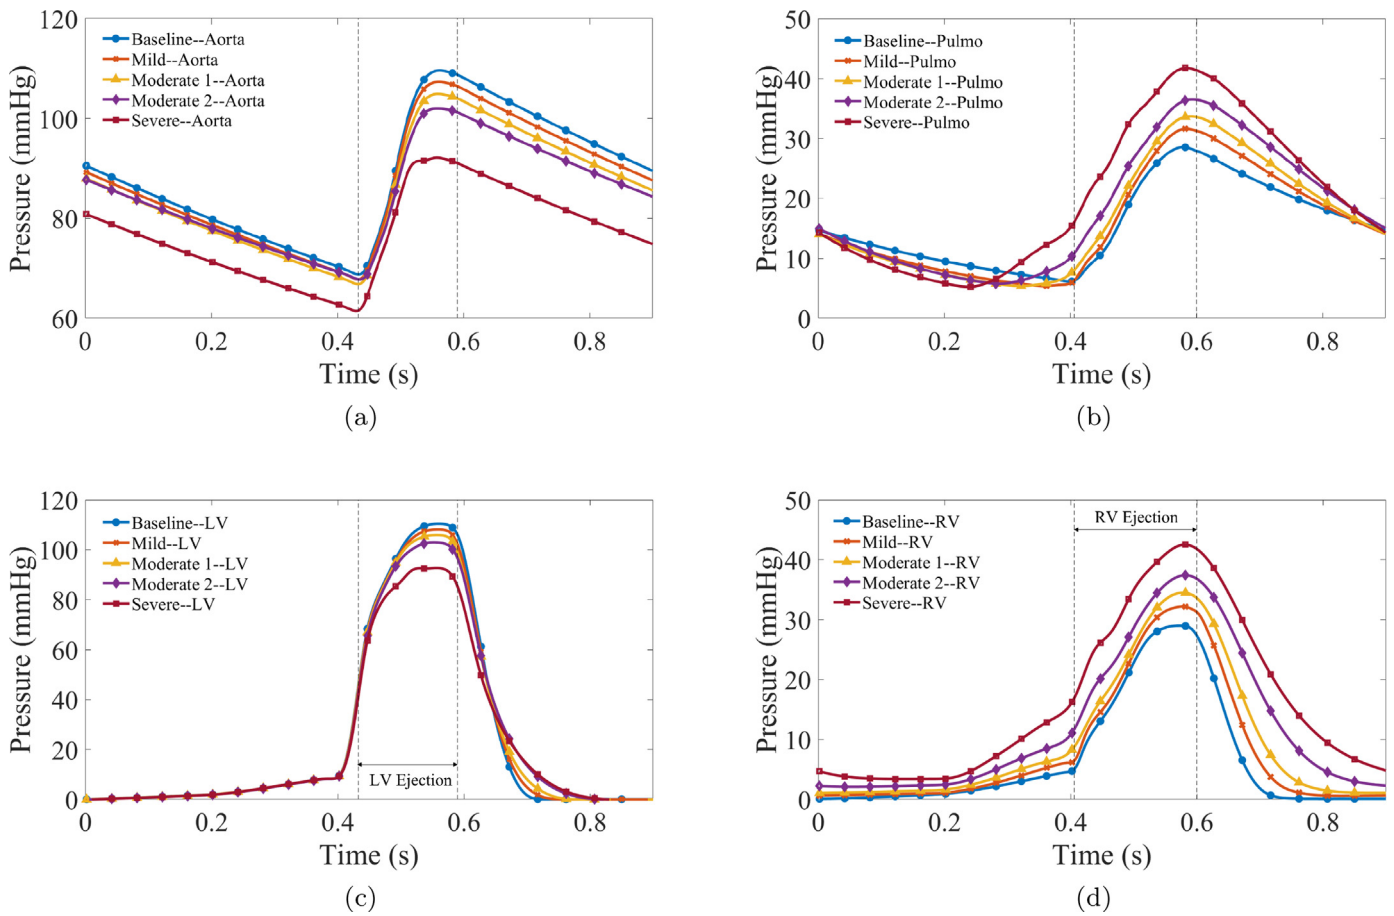 120
100
80
60
Pressure (mmHg)
Baseline--Aorta
Mild--Aorta
Moderate 1--Aorta
Moderate 2--Aorta
Severe--Aorta
0
0.2
0.4
0.6
0.8
Time (s)
(a)
50
40
30
20
10
0
Pressure (mmHg)
Baseline--Pulmo
Mild--Pulmo
Moderate 1--Pulmo
Moderate 2--Pulmo
Severe--Pulmo
0
0.2
0.4
0.6
0.8
Time (s)
(b)
120
100
80
60
40
20
0
Pressure (mmHg)
Baseline--LV
Mild--LV
Moderate 1--LV
Moderate 2--LV
Severe--LV
LV Ejection
0
0.2
0.4
0.6
0.8
Time (s)
(c)
50
40
30
20
10
0
Pressure (mmHg)
Baseline--RV
Mild--RV
Moderate 1--RV
Moderate 2--RV
Severe--RV
RV Ejection
0
0.2
0.4
0.6
0.8
Time (s)
(d)